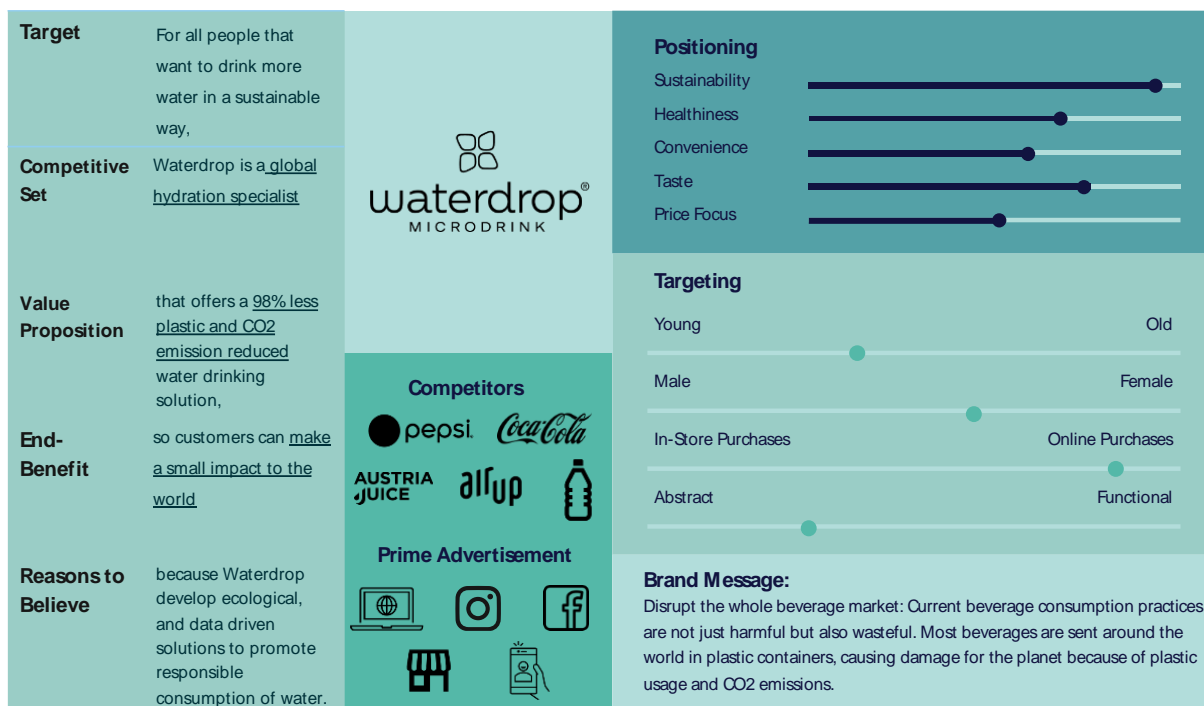 Target
For all people that
want to drink more
water in a sustainable
way,
Competitive
Set
Waterdrop is a global
hydration specialist
Value
Proposition
that offers a 98% less
plastic and CO2
emission reduced
water drinking
solution,
End-
Benefit
so customers can make
a small impact to the
world
Reasons to
Believe
because Waterdrop
develop ecological,
and data driven
solutions to promote
responsible
consumption of water.
waterdrop®
MICRODRINK
Competitors
pepsi.
Coca-Cola
AUSTRIA
JUICE
airup
Prime Advertisement
Positioning
Sustainability
Healthiness
Convenience
Taste
Price Focus
Targeting
Young Old
Male Female
In-Store Purchases Online Purchases
Abstract Functional
Brand Message:
Disrupt the whole beverage market: Current beverage consumption practices
are not just harmful but also wasteful. Most beverages are sent around the
world in plastic containers, causing damage for the planet because of plastic
usage and CO2 emissions.